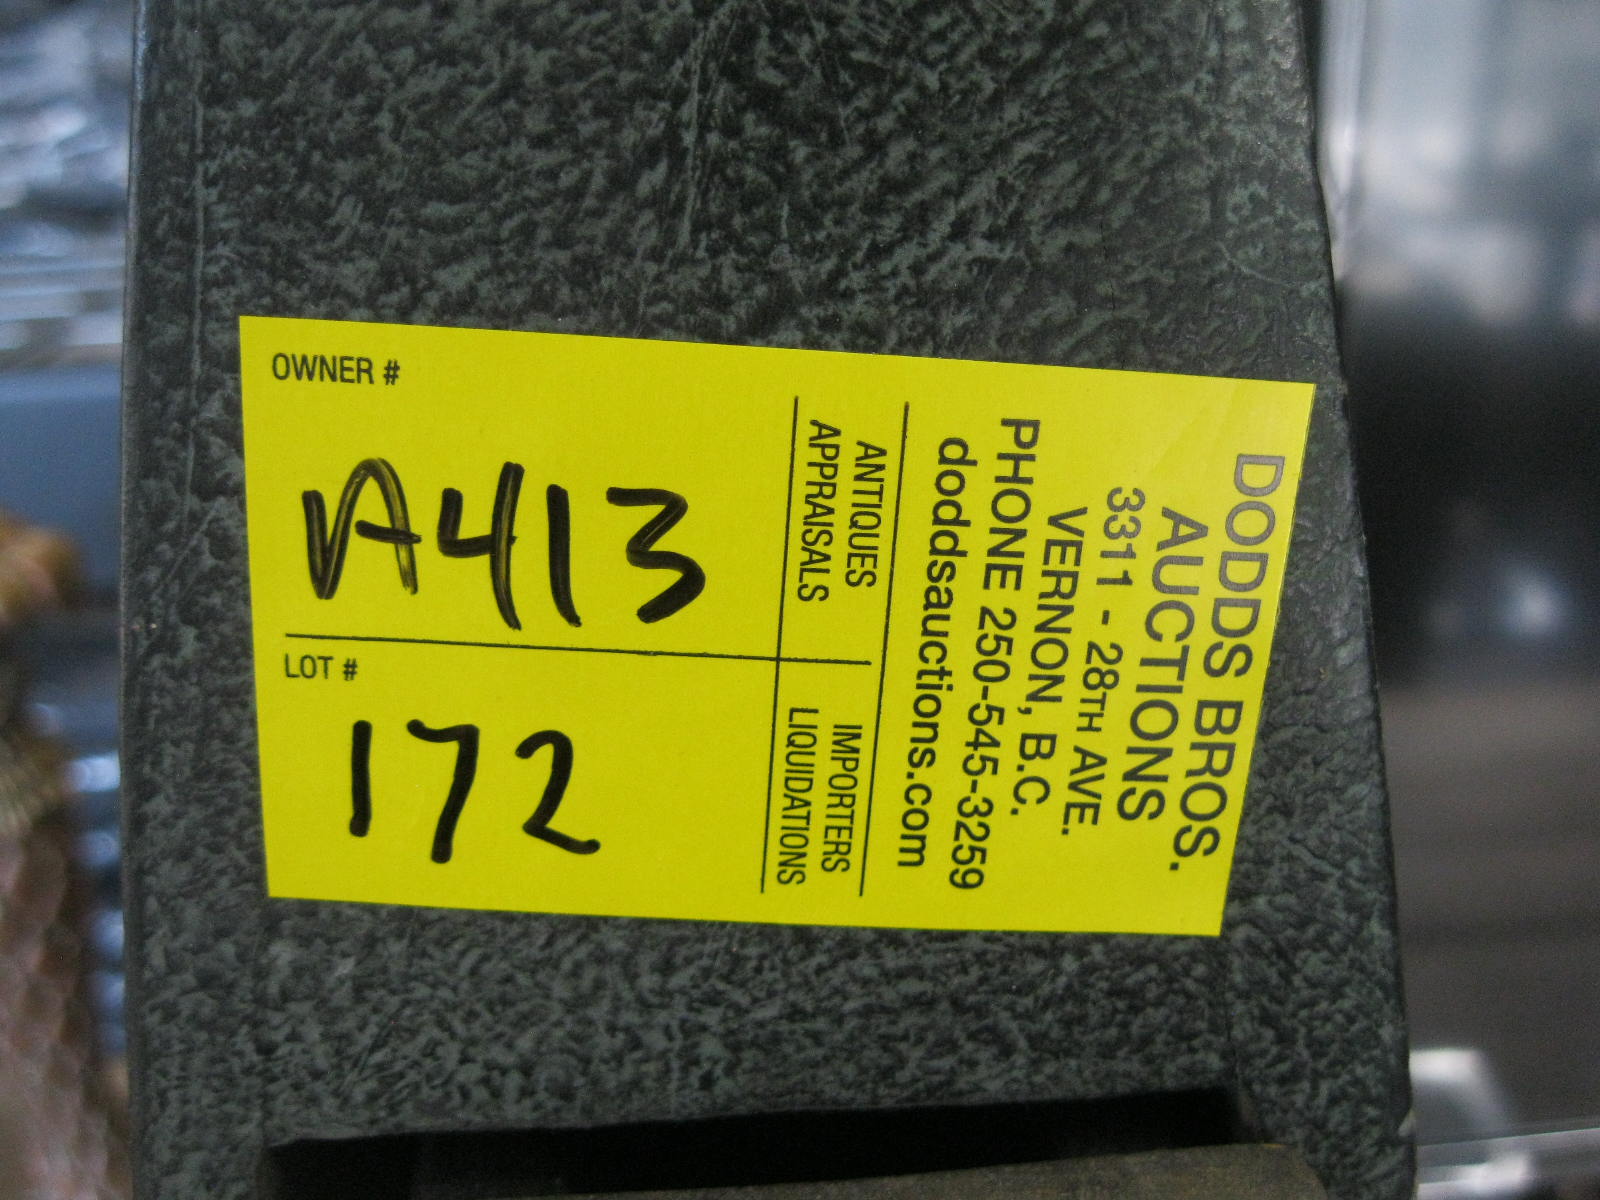 OWNER #
A413
LOT #
172
DODDS BROS.
AUCTIONS
3311 - 28TH AVE.
VERNON, B.C.
PHONE 250-545-3259
doddsauctions.com
ANTIQUES
APPRAISALS
IMPORTERS
LIQUIDATIONS